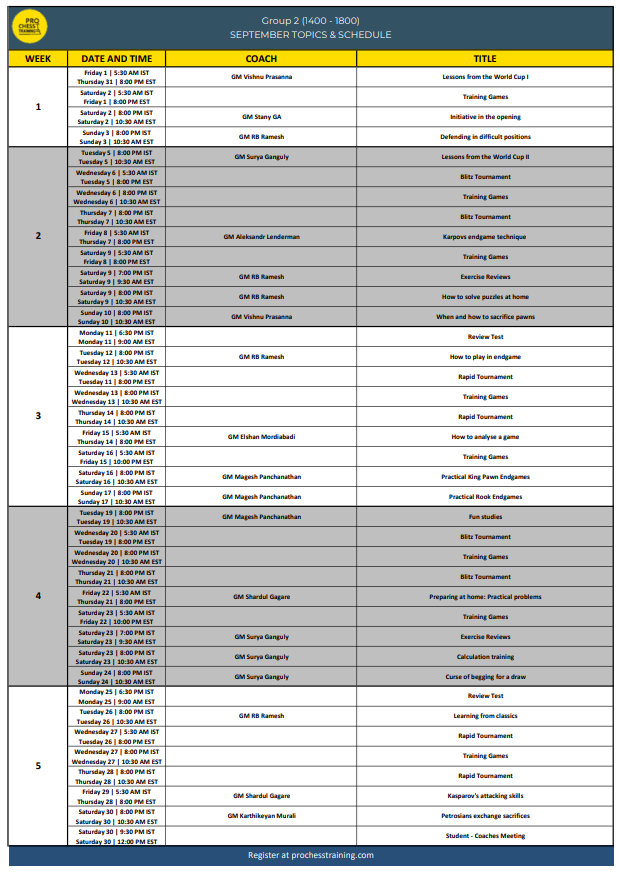 PRO
CHESS
TRAINING
Group 2 (1400 - 1800)
SEPTEMBER TOPICS & SCHEDULE
WEEK DATE AND TIME COACH TITLE
1
Friday 1 | 5:30 AM IST
Thursday 31 | 8:00 PM EST
GM Vishnu Prasanna
Lessons from the World Cup I
Saturday 2 | 5:30 AM IST
Friday 1 | 8:00 PM EST
Training Games
Saturday 2 | 8:00 PM IST
Saturday 2 | 10:30 AM EST
GM Stany GA
Initiative in the opening
Sunday 3 | 8:00 PM IST
Sunday 3 | 10:30 AM EST
GM RB Ramesh
Defending in difficult positions
2
Tuesday 5 | 8:00 PM IST
Tuesday 5 | 10:30 AM EST
GM Surya Ganguly
Lessons from the World Cup II
Wednesday 6 | 5:30 AM IST
Tuesday 5 | 8:00 PM EST
Blitz Tournament
Wednesday 6 | 8:00 PM IST
Wednesday 6 | 10:30 AM EST
Training Games
Thursday 7 | 8:00 PM IST
Thursday 7 | 10:30 AM EST
Blitz Tournament
Friday 8 | 5:30 AM IST
Thursday 7 | 8:00 PM EST
GM Aleksandr Lenderman
Karpovs endgame technique
Saturday 9 | 5:30 AM IST
Friday 8 | 8:00 PM EST
Training Games
Saturday 9 | 7:00 PM IST
Saturday 9 | 9:30 AM EST
GM RB Ramesh
Exercise Reviews
Saturday 9 | 8:00 PM IST
Saturday 9 | 10:30 AM EST
GM RB Ramesh
How to solve puzzles at home
Sunday 10 | 8:00 PM IST
Sunday 10 | 10:30 AM EST
GM Vishnu Prasanna
When and how to sacrifice pawns
3
Monday 11 | 6:30 PM IST
Monday 11 | 9:00 AM EST
Review Test
Tuesday 12 | 8:00 PM IST
Tuesday 12 | 10:30 AM EST
GM RB Ramesh
How to play in endgame
Wednesday 13 | 5:30 AM IST
Tuesday 11 | 8:00 PM EST
Rapid Tournament
Wednesday 13 | 8:00 PM IST
Wednesday 13 | 10:30 AM EST
Training Games
Thursday 14 | 8:00 PM IST
Thursday 14 | 10:30 AM EST
Rapid Tournament
Friday 15 | 5:30 AM IST
Thursday 14 | 8:00 PM EST
GM Elshan Mordiabadi
How to analyse a game
Saturday 16 | 5:30 AM IST
Friday 15 | 10:00 PM EST
Training Games
Saturday 16 | 8:00 PM IST
Saturday 16 | 10:30 AM EST
GM Magesh Panchanathan
Practical King Pawn Endgames
Sunday 17 | 8:00 PM IST
Sunday 17 | 10:30 AM EST
GM Magesh Panchanathan
Practical Rook Endgames
4
Tuesday 19 | 8:00 PM IST
Tuesday 19 | 10:30 AM EST
GM Magesh Panchanathan
Fun studies
Wednesday 20 | 5:30 AM IST
Tuesday 19 | 8:00 PM EST
Blitz Tournament
Wednesday 20 | 8:00 PM IST
Wednesday 20 | 10:30 AM EST
Training Games
Thursday 21 | 8:00 PM IST
Thursday 21 | 10:30 AM EST
Blitz Tournament
Friday 22 | 5:30 AM IST
Thursday 21 | 8:00 PM EST
GM Shardul Gagare
Preparing at home: Practical problems
Saturday 23 | 5:30 AM IST
Friday 22 | 10:00 PM EST
Training Games
Saturday 23 | 7:00 PM IST
Saturday 23 | 9:30 AM EST
GM Surya Ganguly
Exercise Reviews
Saturday 23 | 8:00 PM IST
Saturday 23 | 10:30 AM EST
GM Surya Ganguly
Calculation training
Sunday 24 | 8:00 PM IST
Sunday 24 | 10:30 AM EST
GM Surya Ganguly
Curse of begging for a draw
5
Monday 25 | 6:30 PM IST
Monday 25 | 9:00 AM EST
Review Test
Tuesday 26 | 8:00 PM IST
Tuesday 26 | 10:30 AM EST
GM RB Ramesh
Learning from classics
Wednesday 27 | 5:30 AM IST
Tuesday 26 | 8:00 PM EST
Rapid Tournament
Wednesday 27 | 8:00 PM IST
Wednesday 27 | 10:30 AM EST
Training Games
Thursday 28 | 8:00 PM IST
Thursday 28 | 10:30 AM EST
Rapid Tournament
Friday 29 | 5:30 AM IST
Thursday 28 | 8:00 PM EST
GM Shardul Gagare
Kasparov's attacking skills
Saturday 30 | 8:00 PM IST
Saturday 30 | 10:30 AM EST
GM Karthikeyan Murali
Petrosians exchange sacrifices
Saturday 30 | 9:30 PM IST
Saturday 30 | 12:00 PM EST
Student - Coaches Meeting
Register at prochesstraining.com